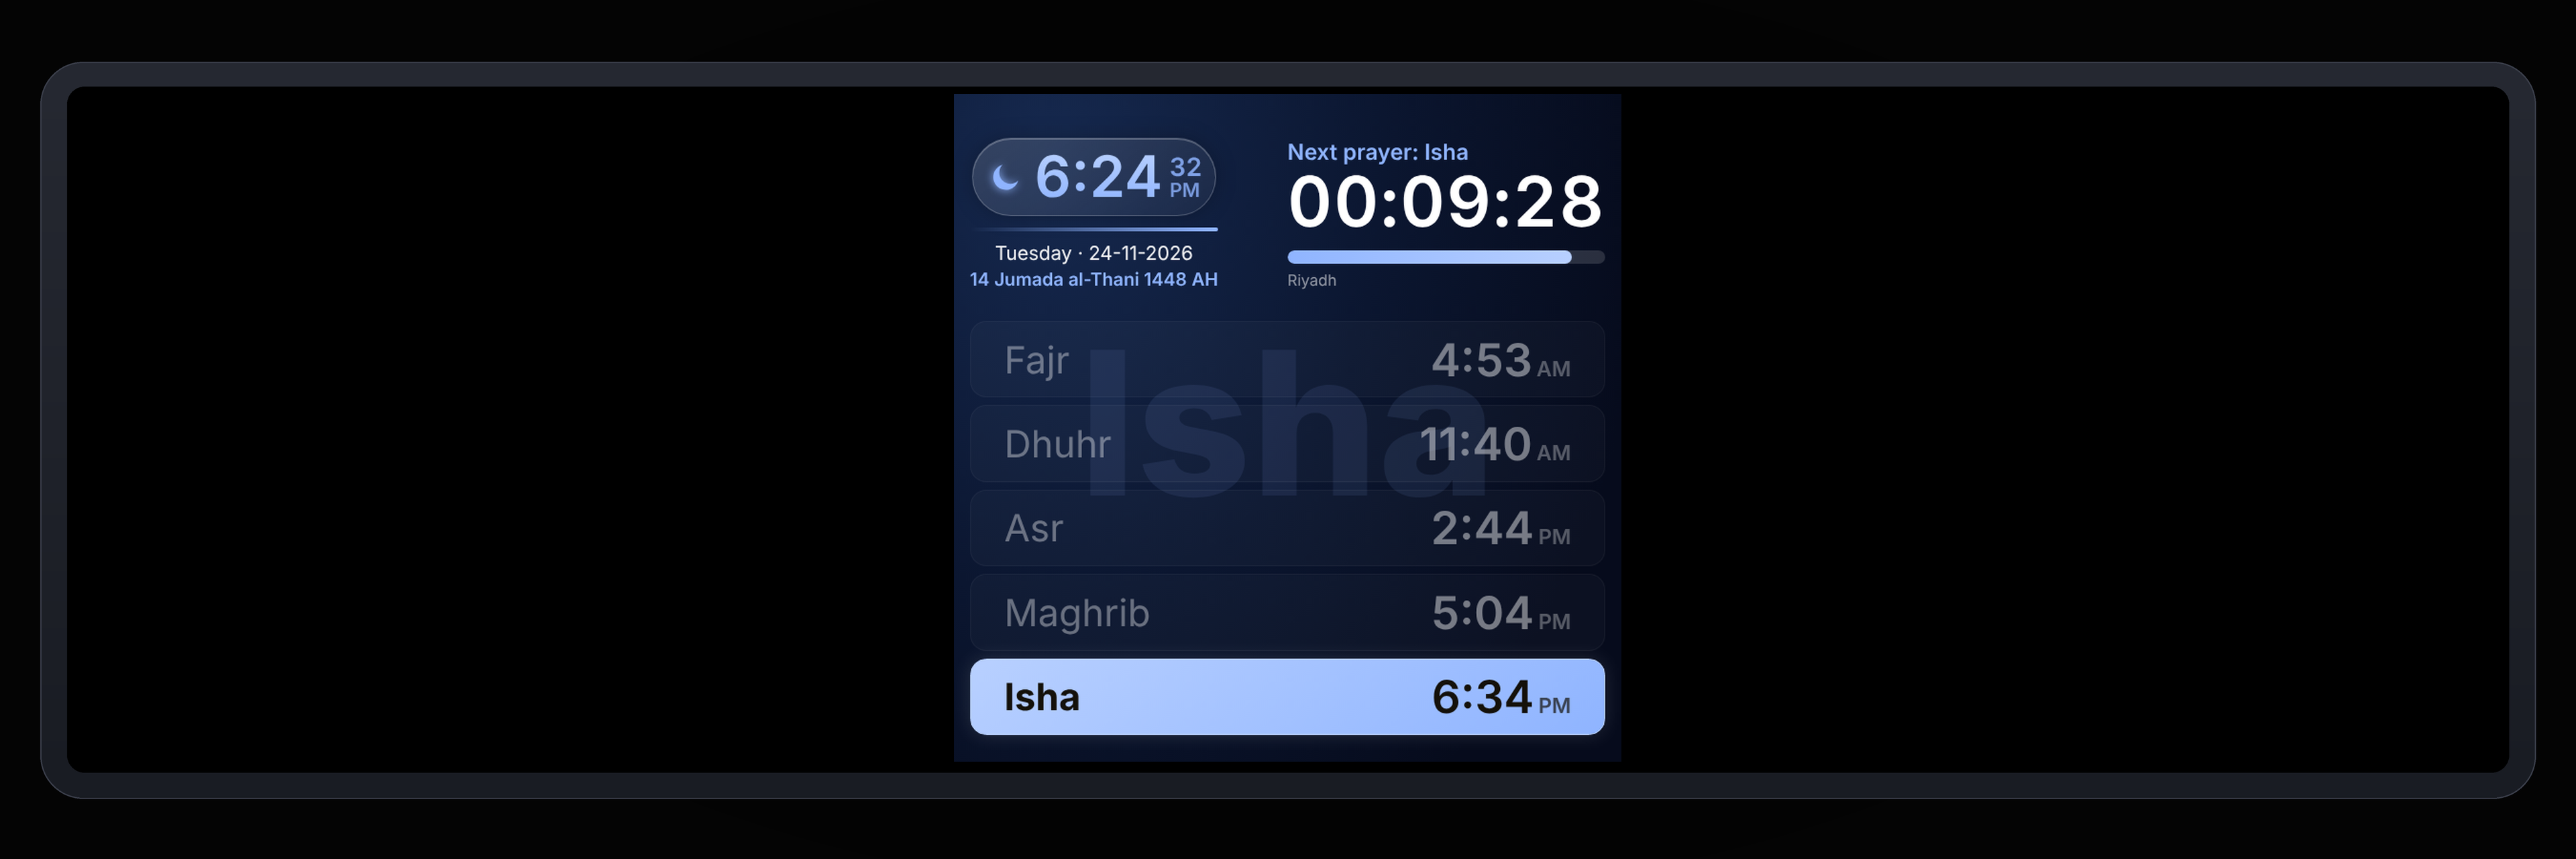 6:24 32 PM
Tuesday · 24-11-2026
14 Jumada al-Thani 1448 AH
Next prayer: Isha
00:09:28
Riyadh
Isha
Fajr 4:53 AM
Dhuhr 11:40 AM
Asr 2:44 PM
Maghrib 5:04 PM
Isha 6:34 PM